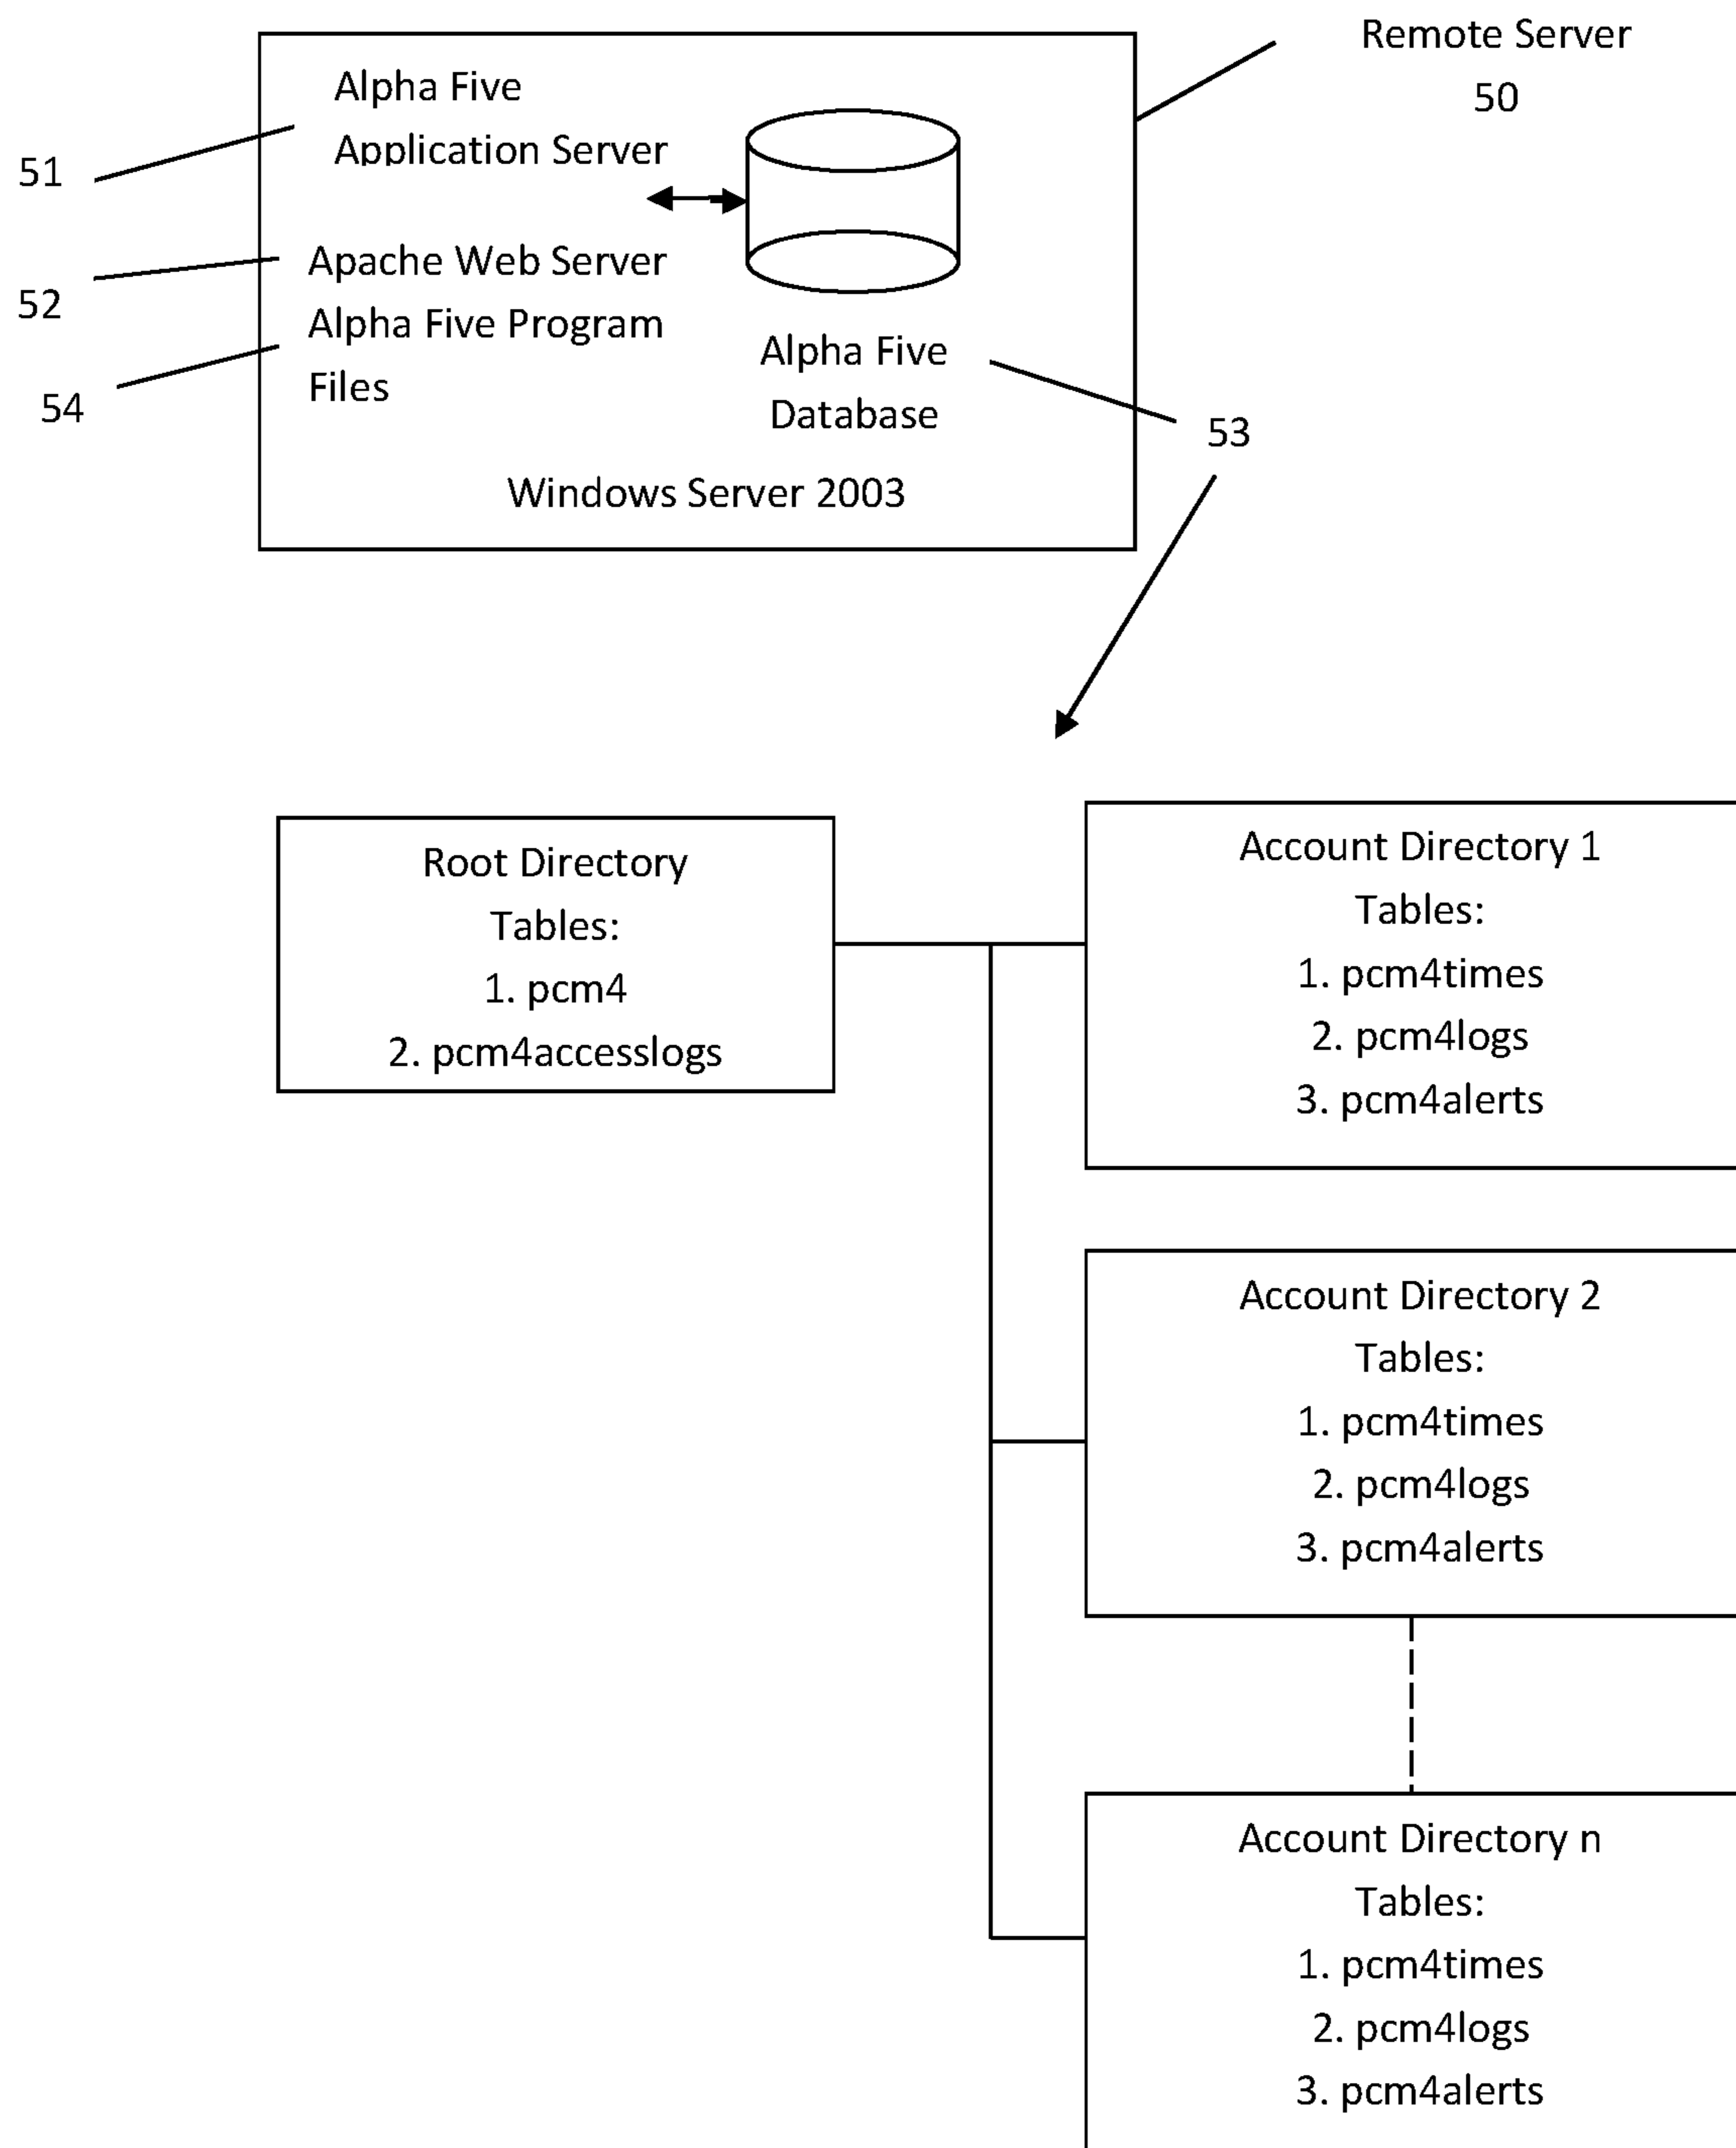 Remote Server
50
Alpha Five
Application Server
51
Apache Web Server
52
Alpha Five Program
Files
54
Alpha Five
Database
53
Windows Server 2003
Root Directory
Tables:
1. pcm4
2. pcm4accesslogs
Account Directory 1
Tables:
1. pcm4times
2. pcm4logs
3. pcm4alerts
Account Directory 2
Tables:
1. pcm4times
2. pcm4logs
3. pcm4alerts
Account Directory n
Tables:
1. pcm4times
2. pcm4logs
3. pcm4alerts